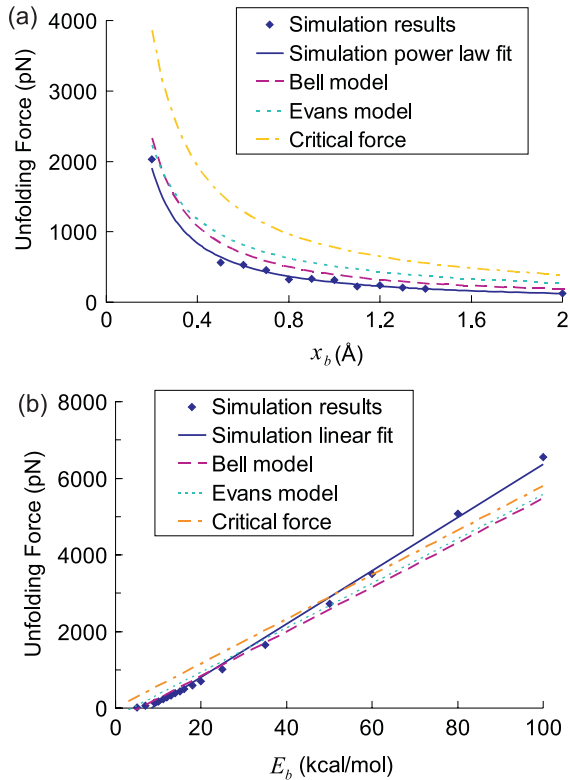 (a)
Simulation results
Simulation power law fit
Bell model
Evans model
Critical force
Unfolding Force (pN)
4000
3000
2000
1000
0
0.4
0.8
1.2
1.6
2
x_b (Å)
(b)
Simulation results
Simulation linear fit
Bell model
Evans model
Critical force
Unfolding Force (pN)
8000
6000
4000
2000
0
0
20
40
60
80
100
E_b (kcal/mol)